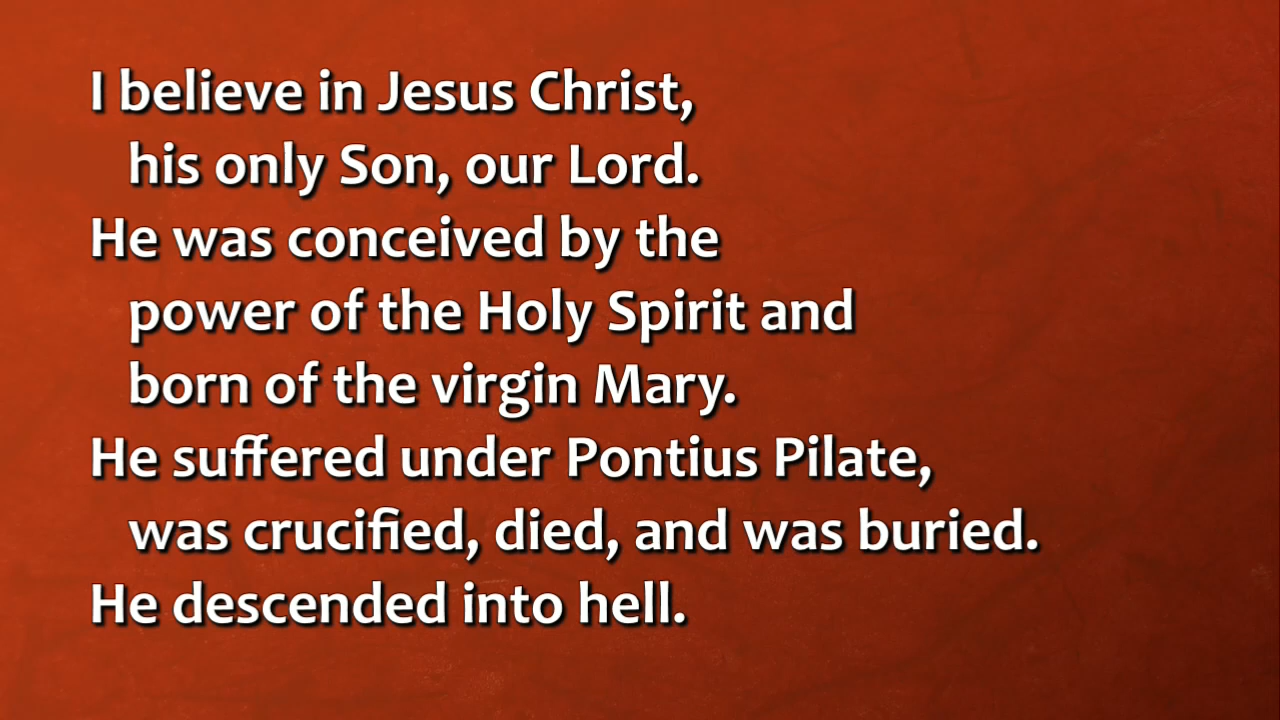 I believe in Jesus Christ,
his only Son, our Lord.
He was conceived by the
power of the Holy Spirit and
born of the virgin Mary.
He suffered under Pontius Pilate,
was crucified, died, and was buried.
He descended into hell.